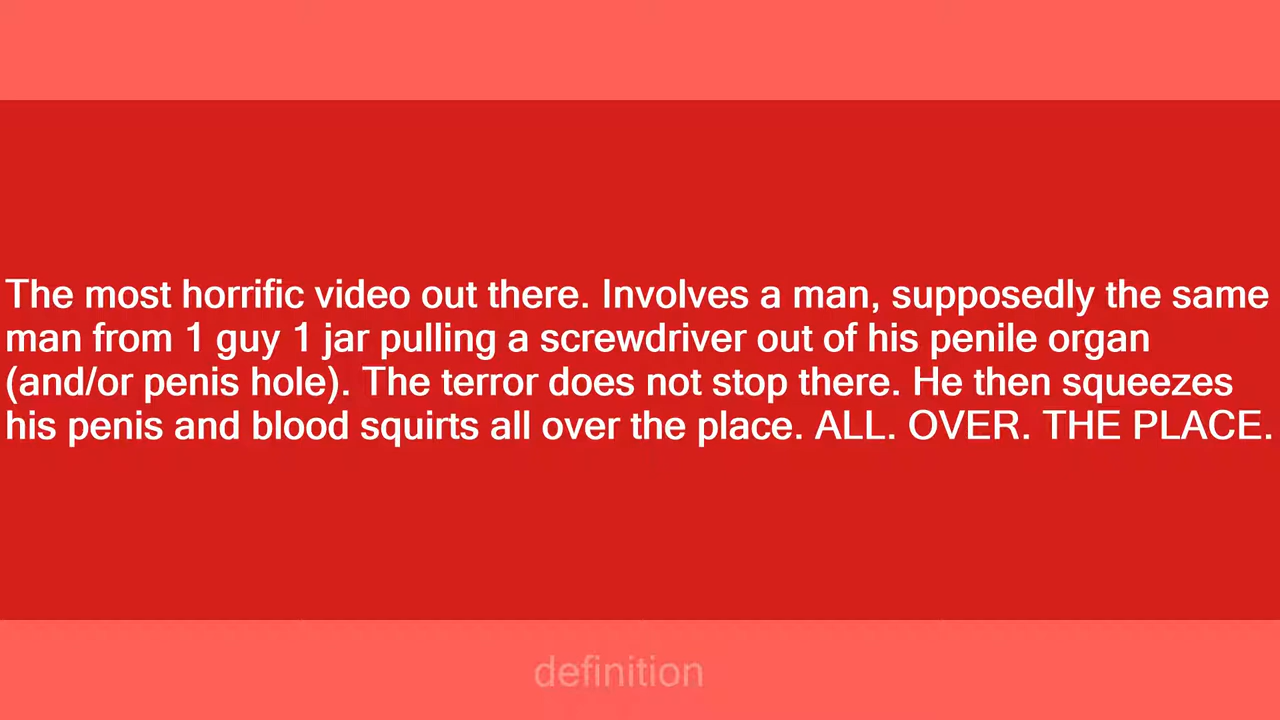 The most horrific video out there. Involves a man, supposedly the same
man from 1 guy 1 jar pulling a screwdriver out of his penile organ
(and/or penis hole). The terror does not stop there. He then squeezes
his penis and blood squirts all over the place. ALL. OVER. THE PLACE.
definition